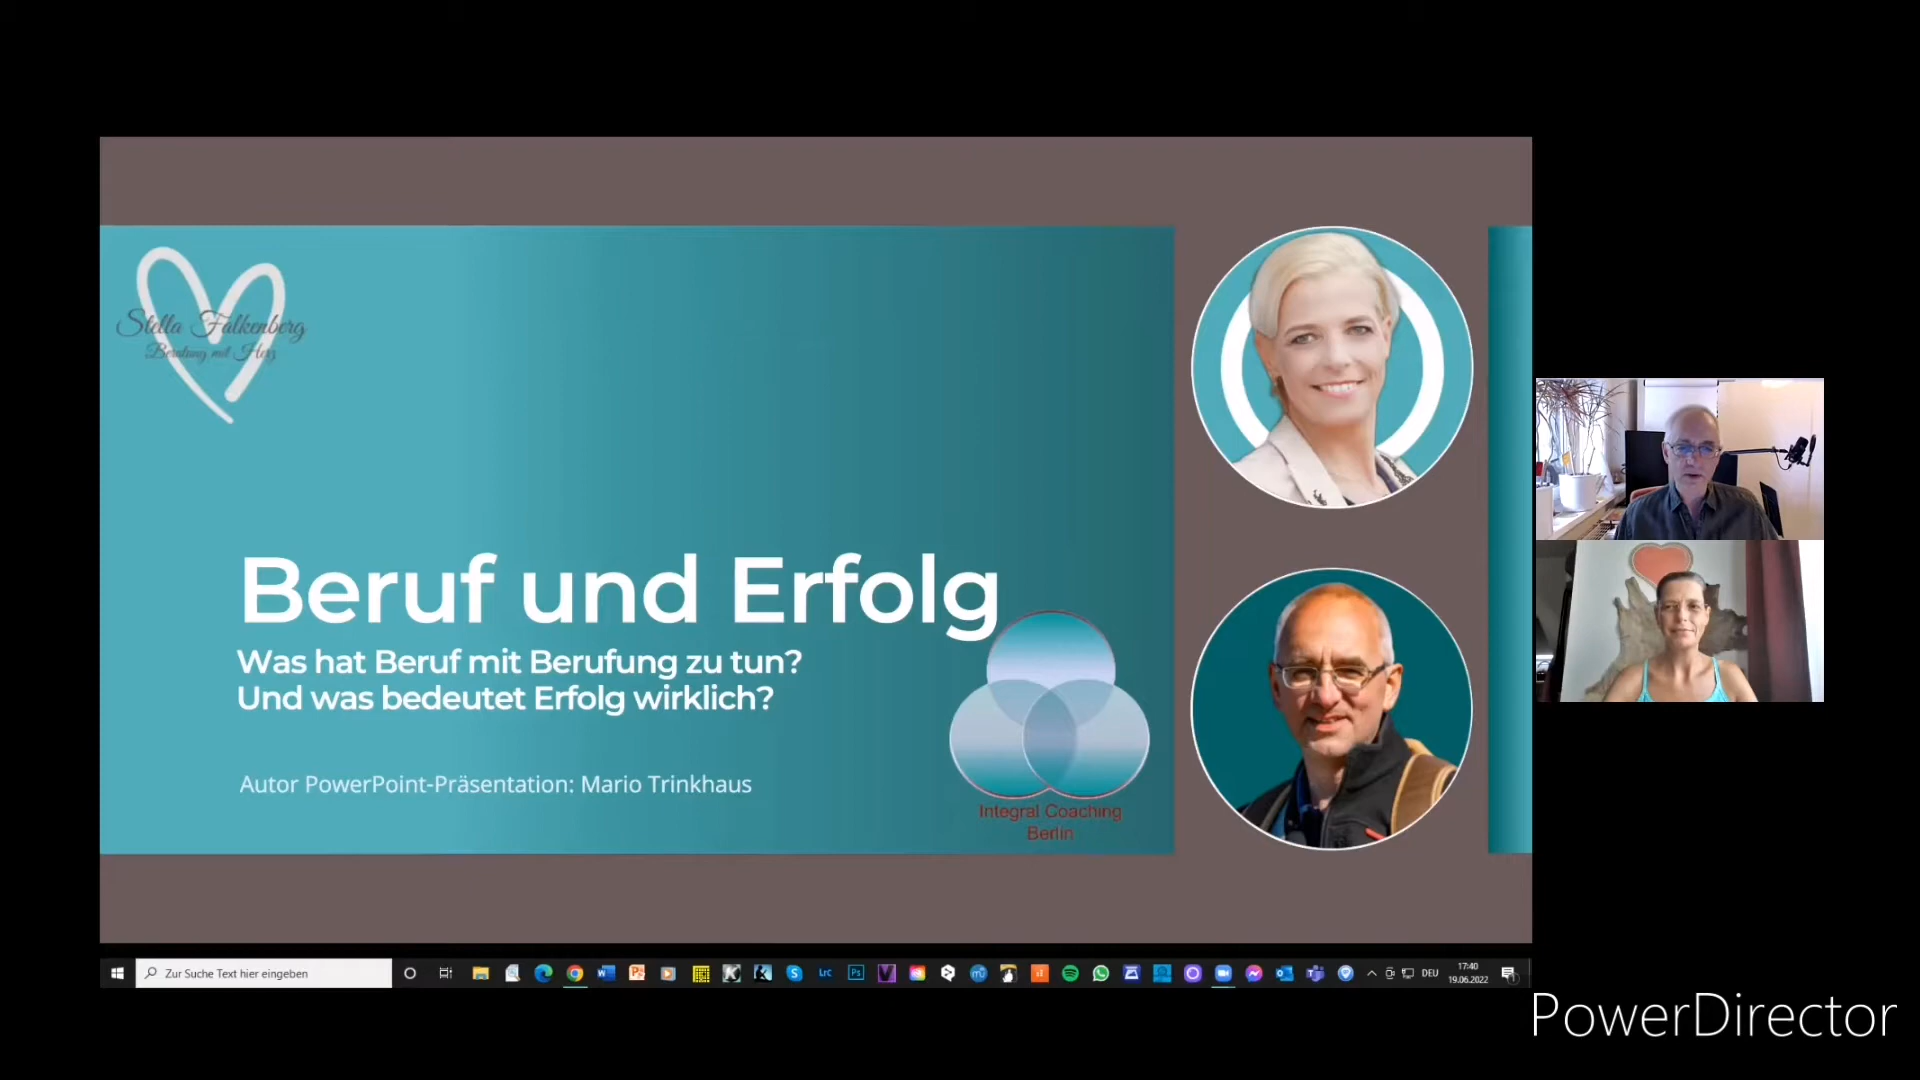 Stella Falkenberg
Beratung mit Herz
Beruf und Erfolg
Was hat Beruf mit Berufung zu tun?
Und was bedeutet Erfolg wirklich?
Autor PowerPoint-Präsentation: Mario Trinkhaus
Integral Coaching
Berlin
Zur Suche Text hier eingeben
DEU
17:40
19.06.2022
PowerDirector